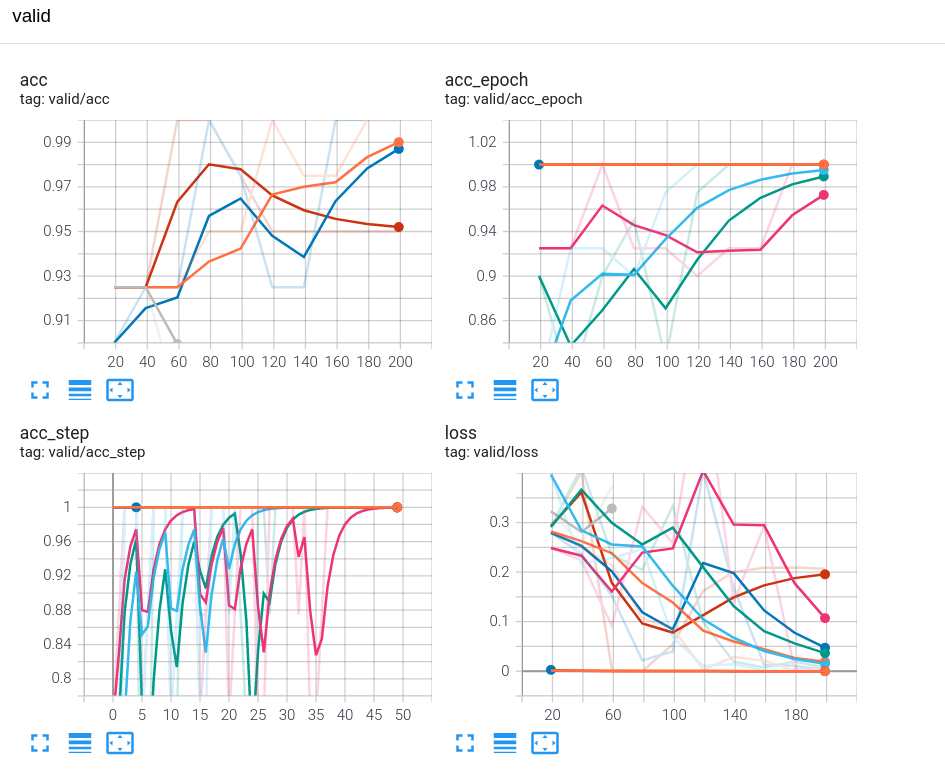 valid
acc
tag: valid/acc
0.99
0.97
0.95
0.93
0.91
20 40 60 80 100 120 140 160 180 200
acc_epoch
tag: valid/acc_epoch
1.02
0.98
0.94
0.9
0.86
20 40 60 80 100 120 140 160 180 200
acc_step
tag: valid/acc_step
1
0.96
0.92
0.88
0.84
0.8
0 5 10 15 20 25 30 35 40 45 50
loss
tag: valid/loss
0.3
0.2
0.1
0
20 60 100 140 180